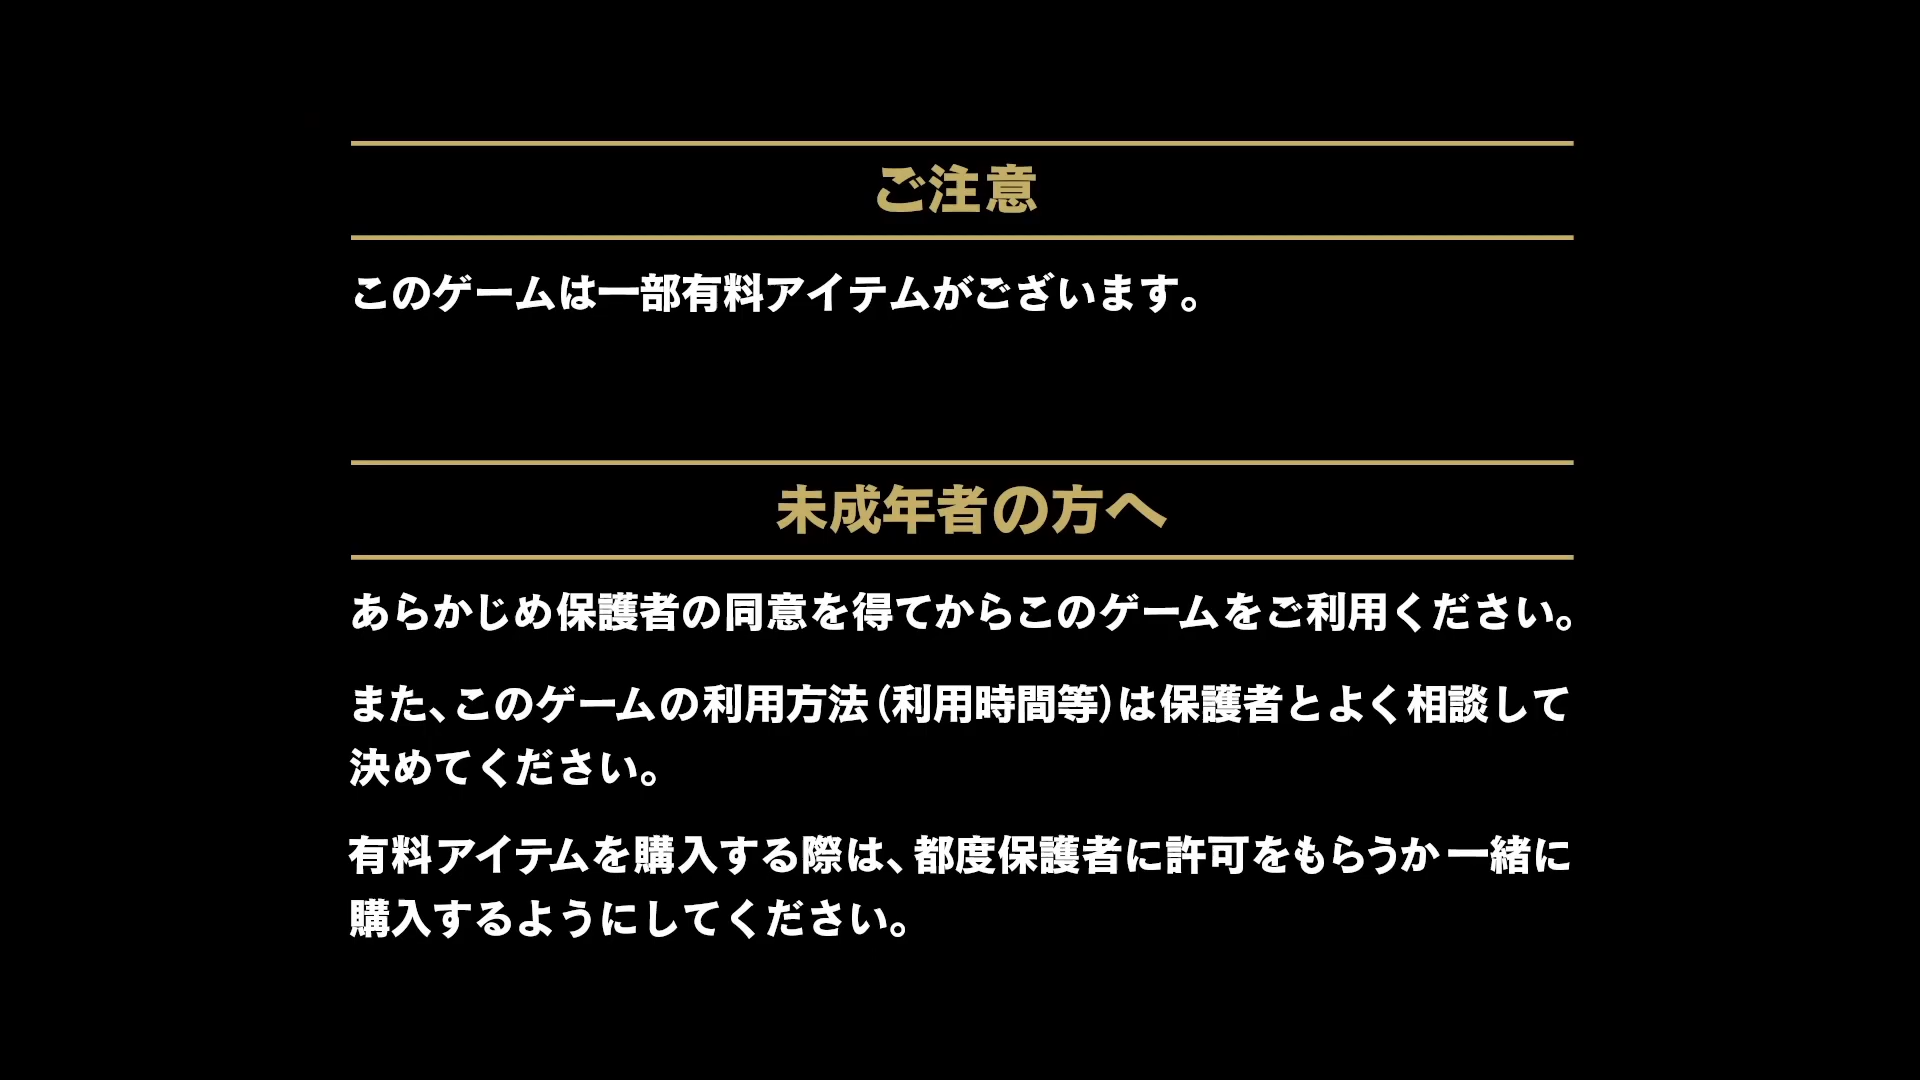 ご注意
このゲームは一部有料アイテムがございます。
未成年者の方へ
あらかじめ保護者の同意を得てからこのゲームをご利用ください。
また、このゲームの利用方法（利用時間等）は保護者とよく相談して
決めてください。
有料アイテムを購入する際は、都度保護者に許可をもらうか一緒に
購入するようにしてください。